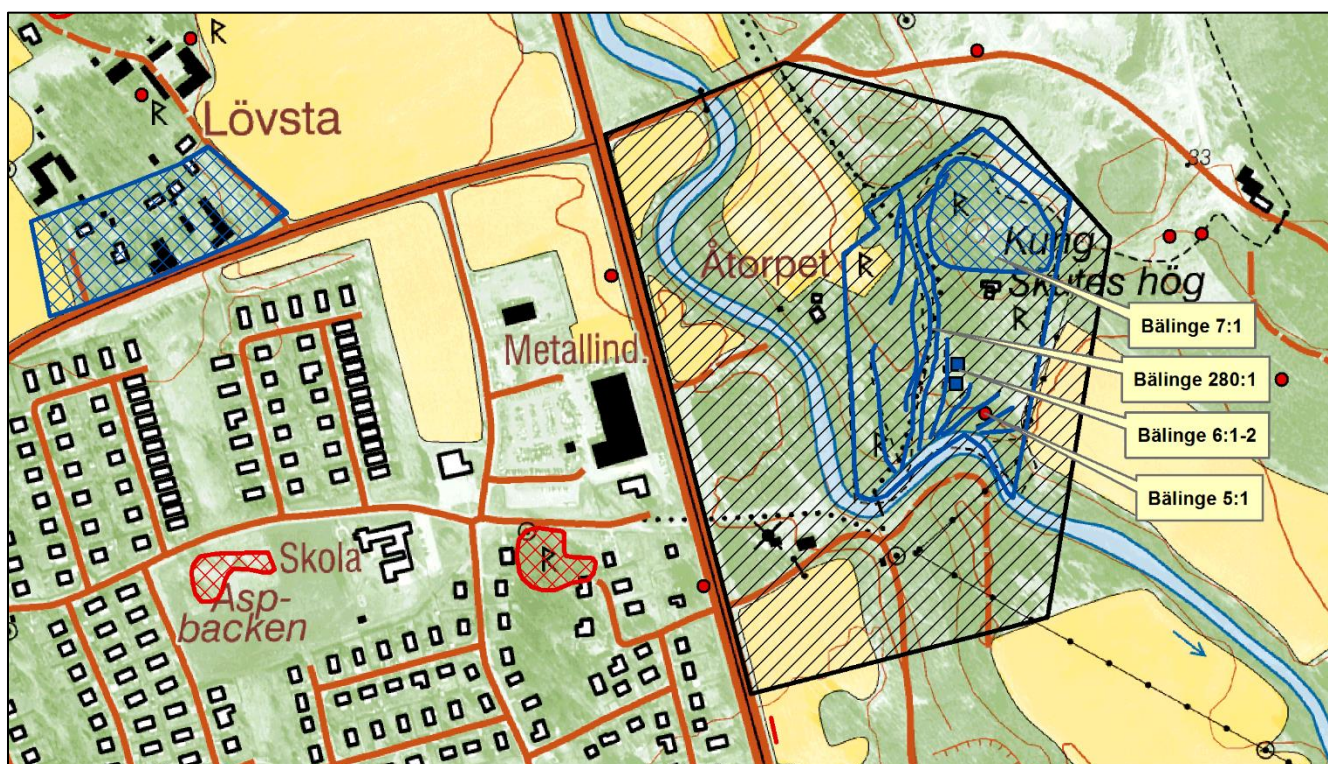 Lövsta
33
Kung
Skutes hög
Åtorpet
Bälinge 7:1
Metallind.
Bälinge 280:1
Bälinge 6:1-2
Bälinge 5:1
Skola
Asp-
backen
R
R
R
R
R
R
R